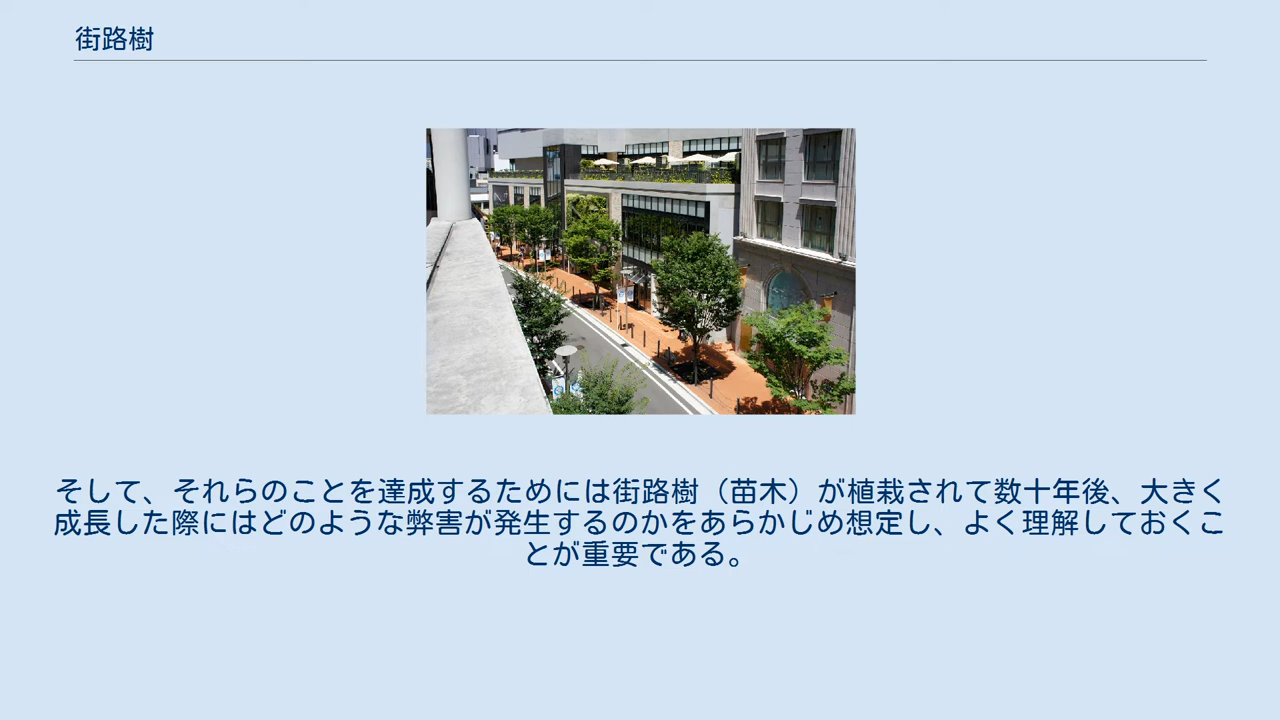 街路樹
そして、それらのことを達成するためには街路樹（苗木）が植栽されて数十年後、大きく
成長した際にはどのような弊害が発生するのかをあらかじめ想定し、よく理解しておくこ
とが重要である。